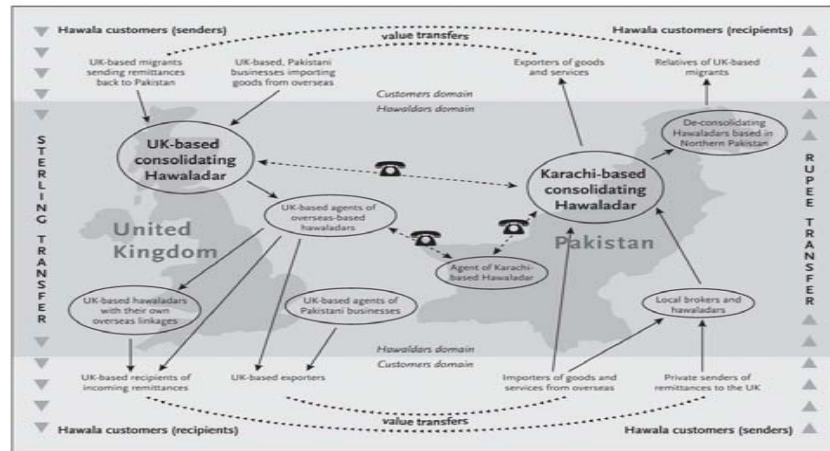 Hawala customers (senders)
Hawala customers (recipients)
value transfers
UK-based migrants
sending remittances
back to Pakistan
UK-based, Pakistani
businesses importing
goods from overseas
Exporters of goods
and services
Relatives of UK-based
migrants
Customers domain
Hawaldars domain
STERLING TRANSFER
UK-based
consolidating
Hawaladar
De-consolidating
Hawaladars based in
Northern Pakistan
Karachi-based
consolidating
Hawaladar
RUPEE TRANSFER
UK-based agents of
overseas-based
hawaladars
United
Kingdom
Pakistan
Agent of Karachi-
based Hawaladar
UK-based hawaladars
with their own
overseas linkages
UK-based agents of
Pakistani businesses
Local brokers and
hawaladars
Hawaldars domain
Customers domain
UK-based recipients of
incoming remittances
UK-based exporters
Importers of goods and
services from overseas
Private senders of
remittances to the UK
value transfers
Hawala customers (recipients)
Hawala customers (senders)